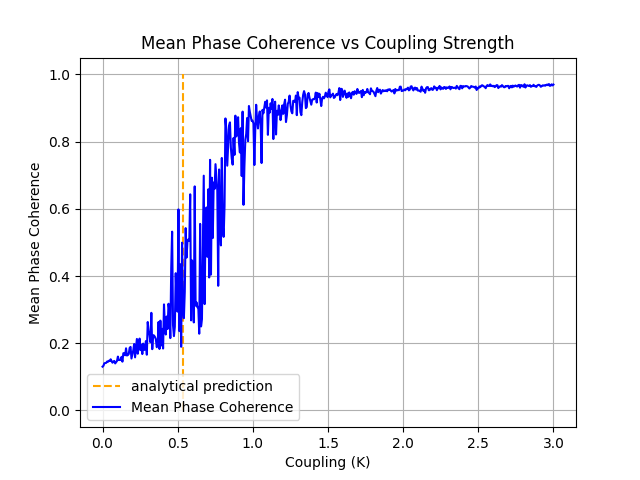 Mean Phase Coherence vs Coupling Strength
Mean Phase Coherence
1.0
0.8
0.6
0.4
0.2
0.0
analytical prediction
Mean Phase Coherence
0.0 0.5 1.0 1.5 2.0 2.5 3.0
Coupling (K)